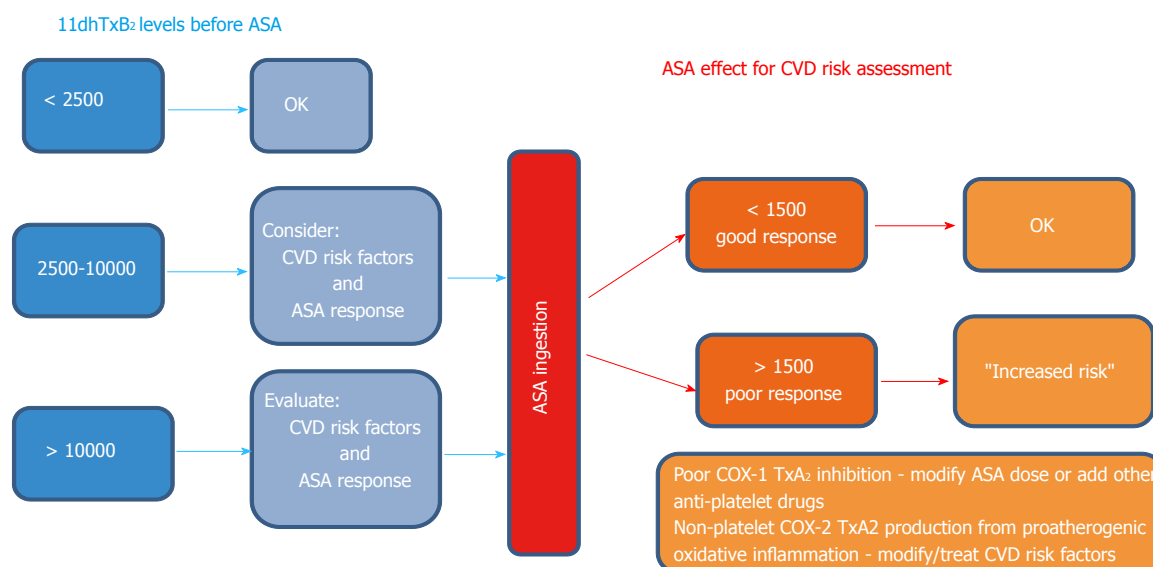 11dhTxB₂ levels before ASA
ASA effect for CVD risk assessment
< 2500
OK
2500-10000
Consider:
CVD risk factors
and
ASA response
> 10000
Evaluate:
CVD risk factors
and
ASA response
ASA ingestion
< 1500
good response
OK
> 1500
poor response
"Increased risk"
Poor COX-1 TxA₂ inhibition - modify ASA dose or add other
anti-platelet drugs
Non-platelet COX-2 TxA2 production from proatherogenic
oxidative inflammation - modify/treat CVD risk factors